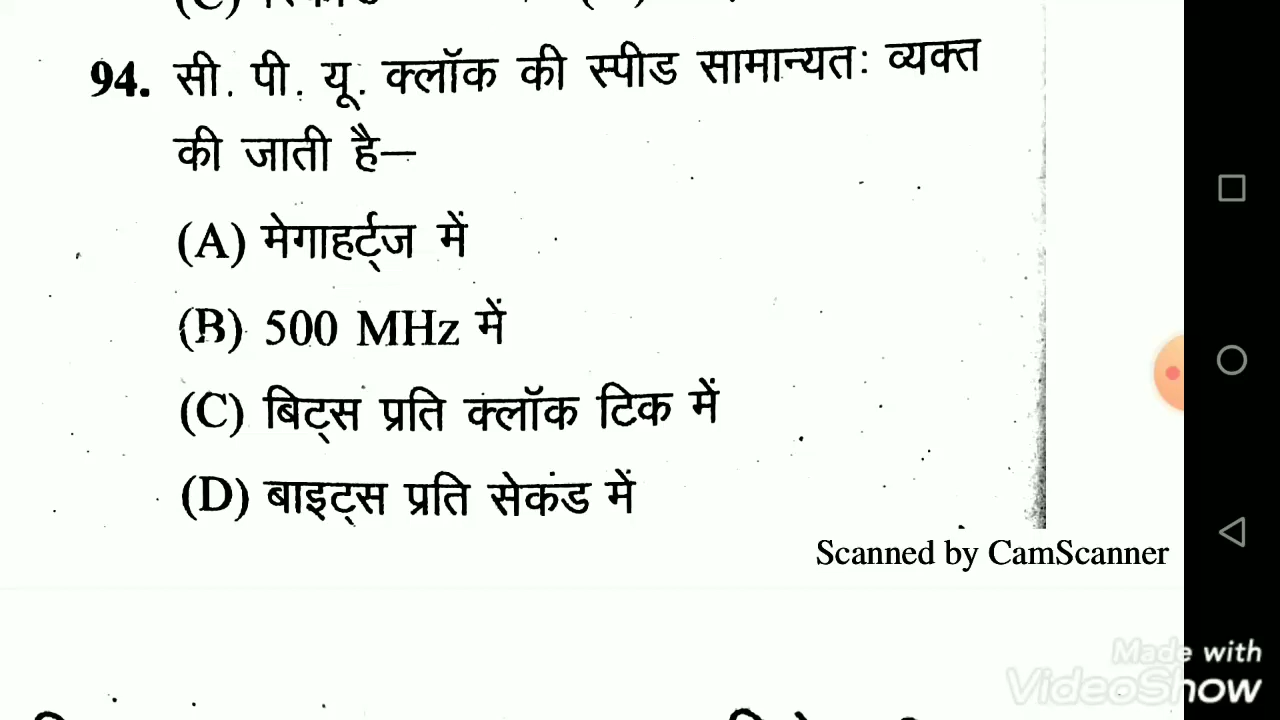 94. सी. पी. यू. क्लॉक की स्पीड सामान्यतः व्यक्त
की जाती है–
(A) मेगाहर्ट्ज में
(B) 500 MHz में
(C) बिट्स प्रति क्लॉक टिक में
(D) बाइट्स प्रति सेकंड में
Scanned by CamScanner
Made with
VideoShow